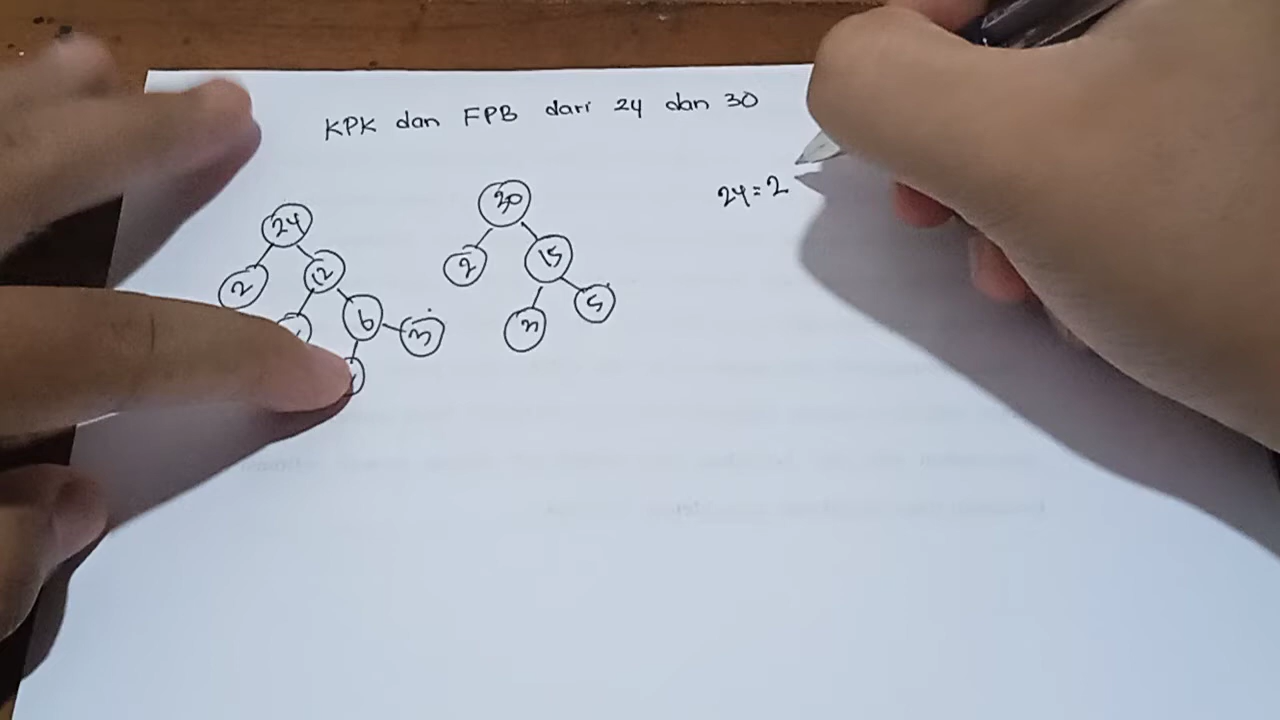 KPK dan FPB dari 24 dan 30
24 = 2
24 30
2 12 2 15
6 3 3 5